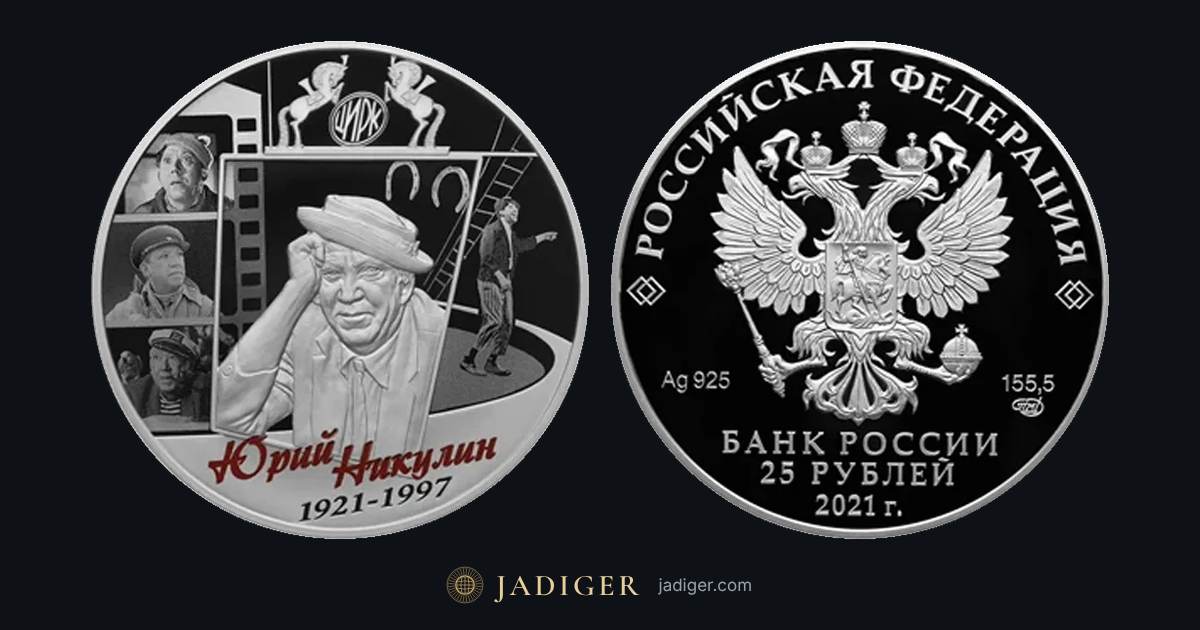 ЦИРК
Юрий Никулин
1921-1997
РОССИЙСКАЯ ФЕДЕРАЦИЯ
Ag 925
155,5
БАНК РОССИИ
25 РУБЛЕЙ
2021 г.
JADIGER
jadiger.com